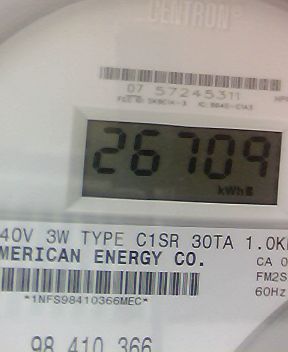 CENTRON
07 57245311
26709
kWh
40V 3W TYPE C1SR 30TA 1.0K
MERICAN ENERGY CO.
CA 0
FM2S
60Hz
*1NFS98410366MEC*
98 410 366